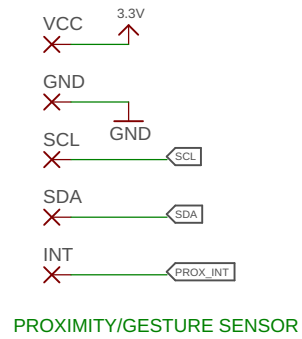 VCC
3.3V
GND
GND
SCL
SCL
SDA
SDA
INT
PROX_INT
PROXIMITY/GESTURE SENSOR